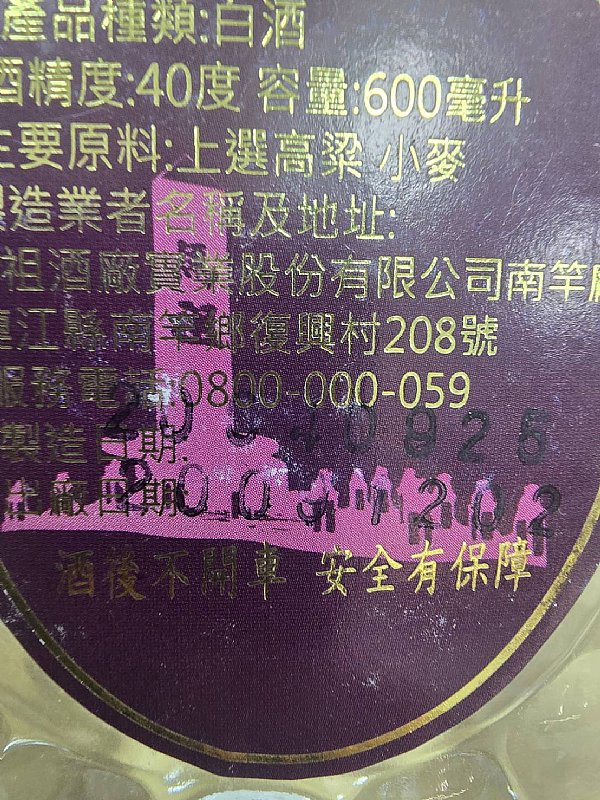 產品種類:白酒
酒精度:40度 容量:600毫升
主要原料:上選高粱 小麥
製造業者名稱及地址:
祖酒廠實業股份有限公司南竿廠
連江縣南竿鄉復興村208號
服務電話:0800-000-059
製造日期:
出廠日期:
酒後不開車 安全有保障